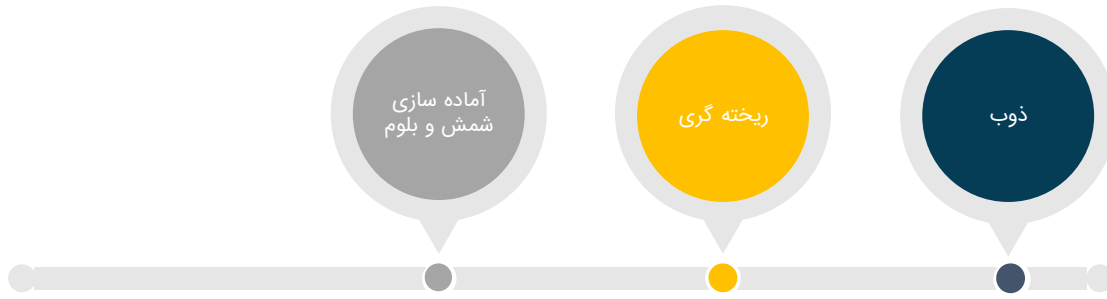 ذوب
ریخته گری
آماده سازی
شمش و بلوم